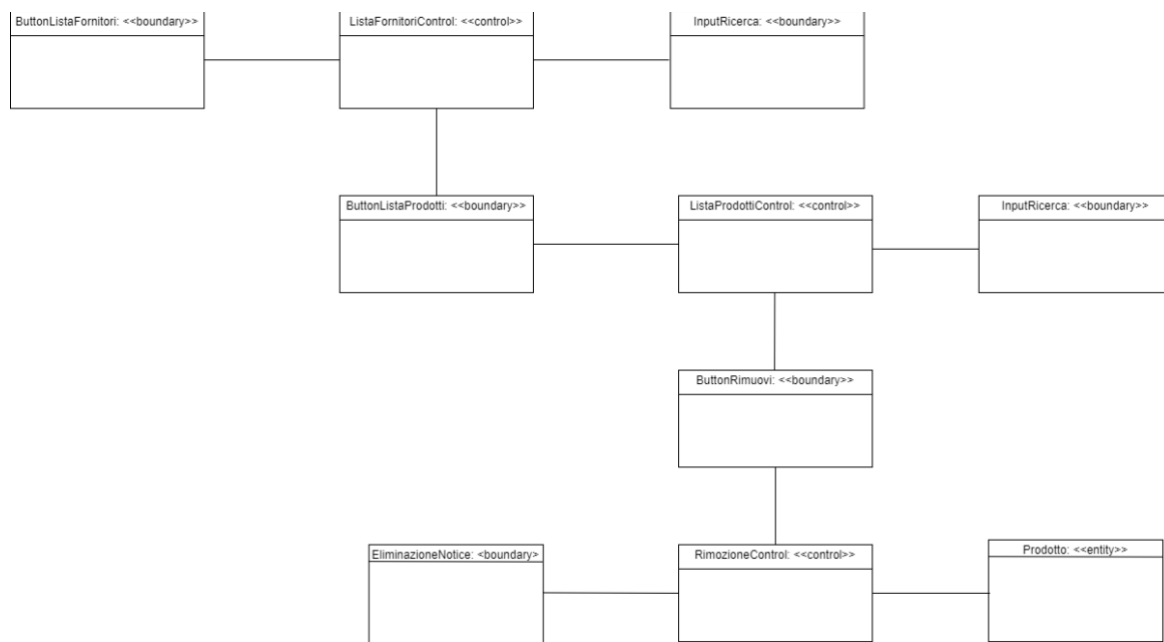 ButtonListaFornitori: <<boundary>>
ListaFornitoriControl: <<control>>
InputRicerca: <<boundary>>
ButtonListaProdotti: <<boundary>>
ListaProdottiControl: <<control>>
InputRicerca: <<boundary>>
ButtonRimuovi: <<boundary>>
EliminazioneNotice: <boundary>
RimozioneControl: <<control>>
Prodotto: <<entity>>